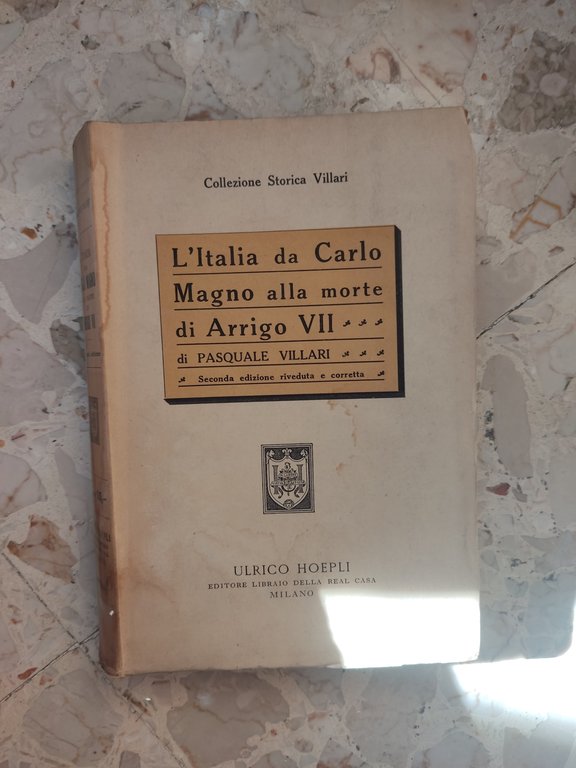 Collezione Storica Villari
L'Italia da Carlo
Magno alla morte
di Arrigo VII
di PASQUALE VILLARI
Seconda edizione riveduta e corretta
ULRICO HOEPLI
EDITORE LIBRAIO DELLA REAL CASA
MILANO